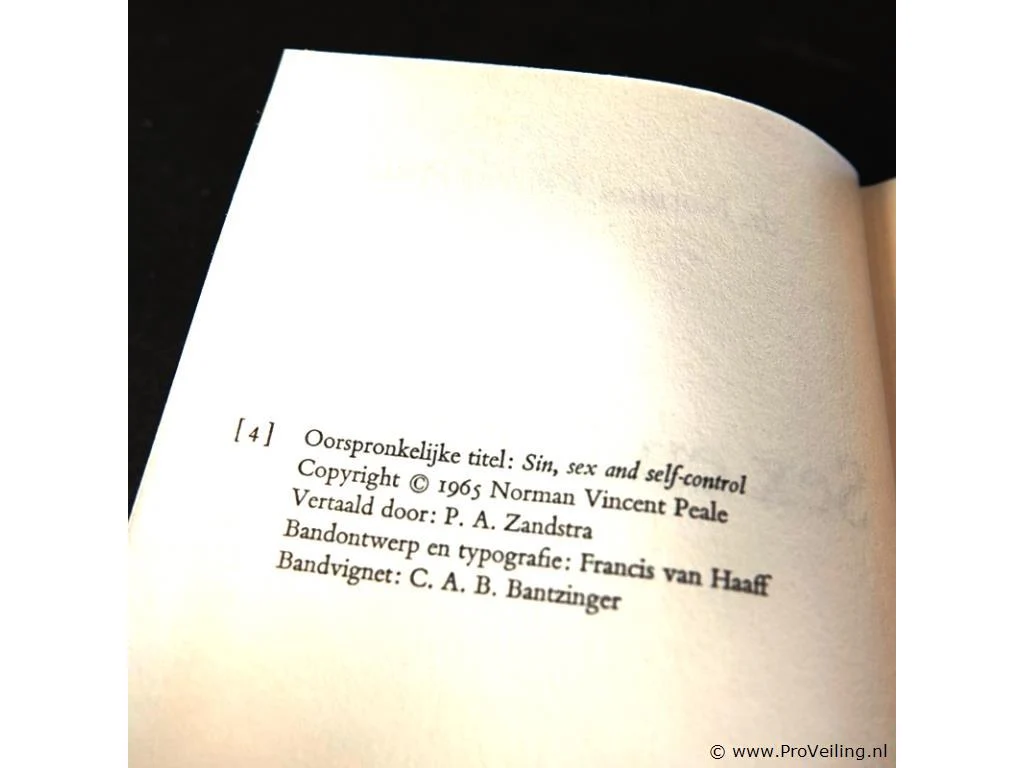 [4] Oorspronkelijke titel: Sin, sex and self-control
Copyright © 1965 Norman Vincent Peale
Vertaald door: P. A. Zandstra
Bandontwerp en typografie: Francis van Haaff
Bandvignet: C. A. B. Bantzinger
© www.ProVeiling.nl